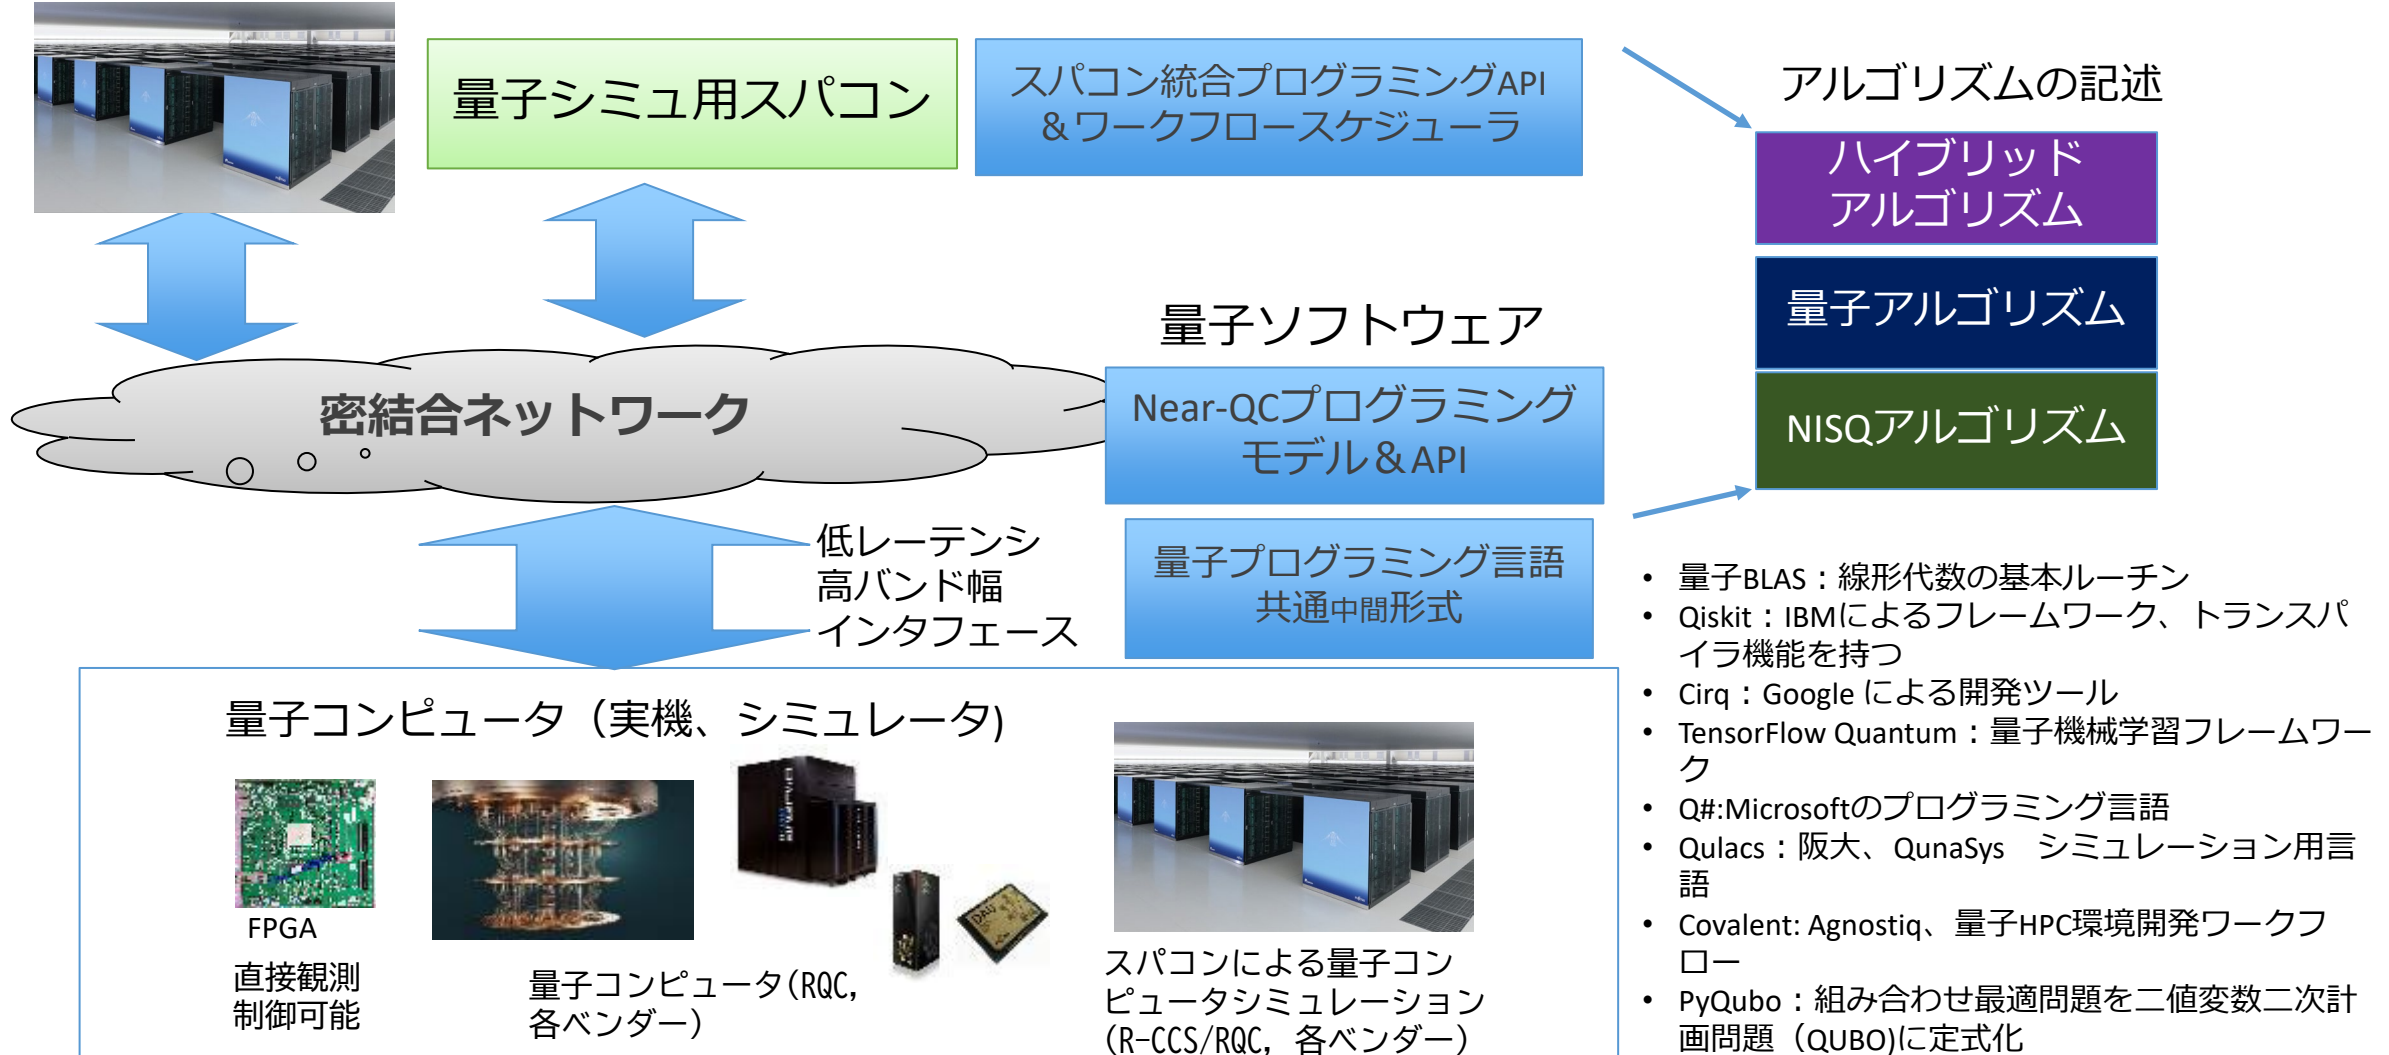 量子シミュ用スパコン
スパコン統合プログラミングAPI
＆ワークフロースケジューラ
アルゴリズムの記述
ハイブリッド
アルゴリズム
量子アルゴリズム
NISQアルゴリズム
密結合ネットワーク
量子ソフトウェア
Near-QCプログラミング
モデル＆API
低レーテンシ
高バンド幅
インタフェース
量子プログラミング言語
共通中間形式
量子コンピュータ（実機、シミュレータ)
FPGA
直接観測
制御可能
量子コンピュータ(RQC,
各ベンダー)
スパコンによる量子コン
ピュータシミュレーション
(R-CCS/RQC, 各ベンダー)
• 量子BLAS：線形代数の基本ルーチン
• Qiskit：IBMによるフレームワーク、トランスパ
イラ機能を持つ
• Cirq：Google による開発ツール
• TensorFlow Quantum：量子機械学習フレームワー
ク
• Q#:Microsoftのプログラミング言語
• Qulacs：阪大、QunaSys　シミュレーション用言
語
• Covalent: Agnostiq、量子HPC環境開発ワークフ
ロー
• PyQubo：組み合わせ最適問題を二値変数二次計
画問題（QUBO)に定式化